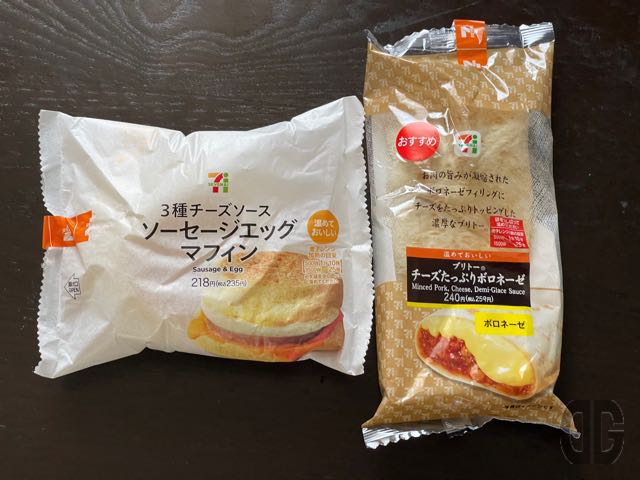 3種チーズソース
ソーセージエッグ
マフィン
Sausage & Egg
218円(税込235円)
温めて
おいしい
おすすめ
お肉の旨みが凝縮された
ボロネーゼフィリングに
チーズをたっぷりトッピングした
濃厚なブリトー
温めておいしい
ブリトー®
チーズたっぷりボロネーゼ
Minced Pork, Cheese, Demi-Glace Sauce
240円(税込259円)
ボロネーゼ